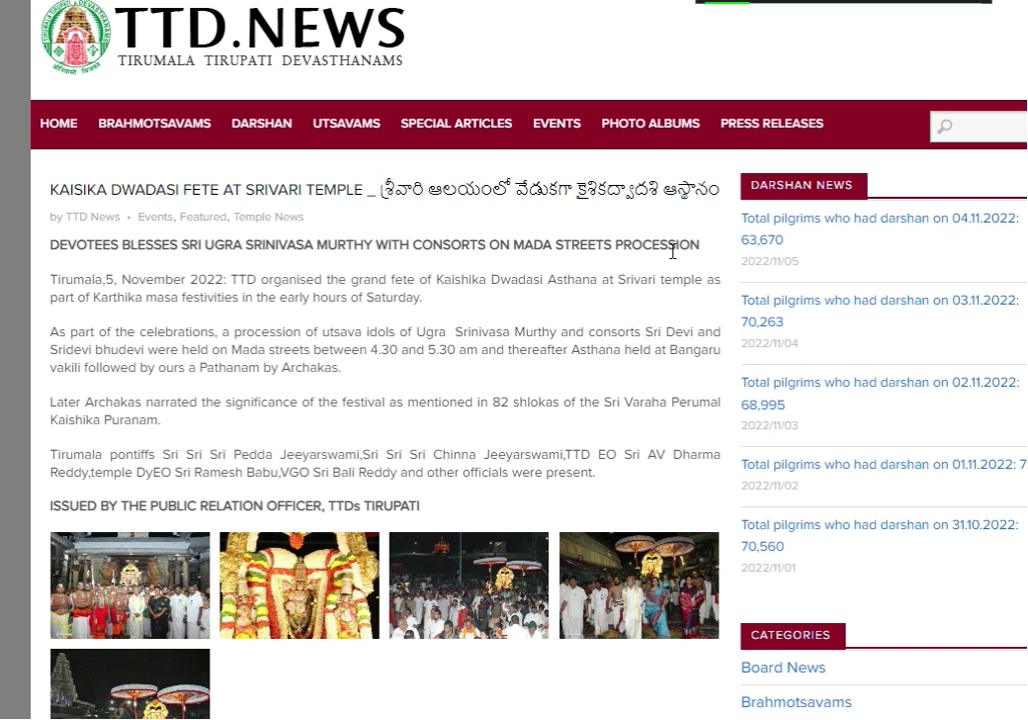 TTD.NEWS
TIRUMALA TIRUPATI DEVASTHANAMS
HOME BRAHMOTSAVAMS DARSHAN UTSAVAMS SPECIAL ARTICLES EVENTS PHOTO ALBUMS PRESS RELEASES
KAISIKA DWADASI FETE AT SRIVARI TEMPLE _ శ్రీవారి ఆలయంలో వేడుకగా కైశికద్వాదశి ఆస్థానం
by TTD News • Events, Featured, Temple News
DEVOTEES BLESSES SRI UGRA SRINIVASA MURTHY WITH CONSORTS ON MADA STREETS PROCESSION
Tirumala,5, November 2022: TTD organised the grand fete of Kaishika Dwadasi Asthana at Srivari temple as
part of Karthika masa festivities in the early hours of Saturday.
As part of the celebrations, a procession of utsava idols of Ugra Srinivasa Murthy and consorts Sri Devi and
Sridevi bhudevi were held on Mada streets between 4.30 and 5.30 am and thereafter Asthana held at Bangaru
vakili followed by ours a Pathanam by Archakas.
Later Archakas narrated the significance of the festival as mentioned in 82 shlokas of the Sri Varaha Perumal
Kaishika Puranam.
Tirumala pontiffs Sri Sri Sri Pedda Jeeyarswami,Sri Sri Sri Chinna Jeeyarswami,TTD EO Sri AV Dharma
Reddy,temple DyEO Sri Ramesh Babu,VGO Sri Bali Reddy and other officials were present.
ISSUED BY THE PUBLIC RELATION OFFICER, TTDs TIRUPATI
DARSHAN NEWS
Total pilgrims who had darshan on 04.11.2022:
63,670
2022/11/05
Total pilgrims who had darshan on 03.11.2022:
70,263
2022/11/04
Total pilgrims who had darshan on 02.11.2022:
68,995
2022/11/03
Total pilgrims who had darshan on 01.11.2022: 7
2022/11/02
Total pilgrims who had darshan on 31.10.2022:
70,560
2022/11/01
CATEGORIES
Board News
Brahmotsavams